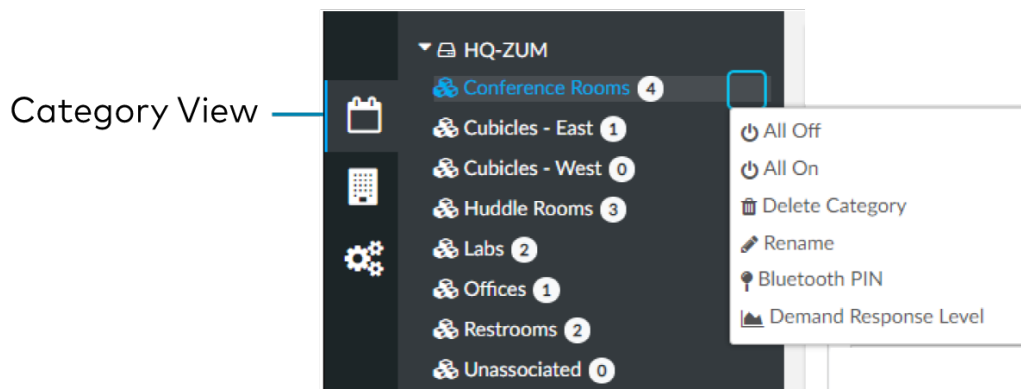 HQ-ZUM
Conference Rooms 4
Category View
Cubicles - East 1
All Off
Cubicles - West 0
All On
Huddle Rooms 3
Delete Category
Labs 2
Rename
Offices 1
Bluetooth PIN
Restrooms 2
Demand Response Level
Unassociated 0